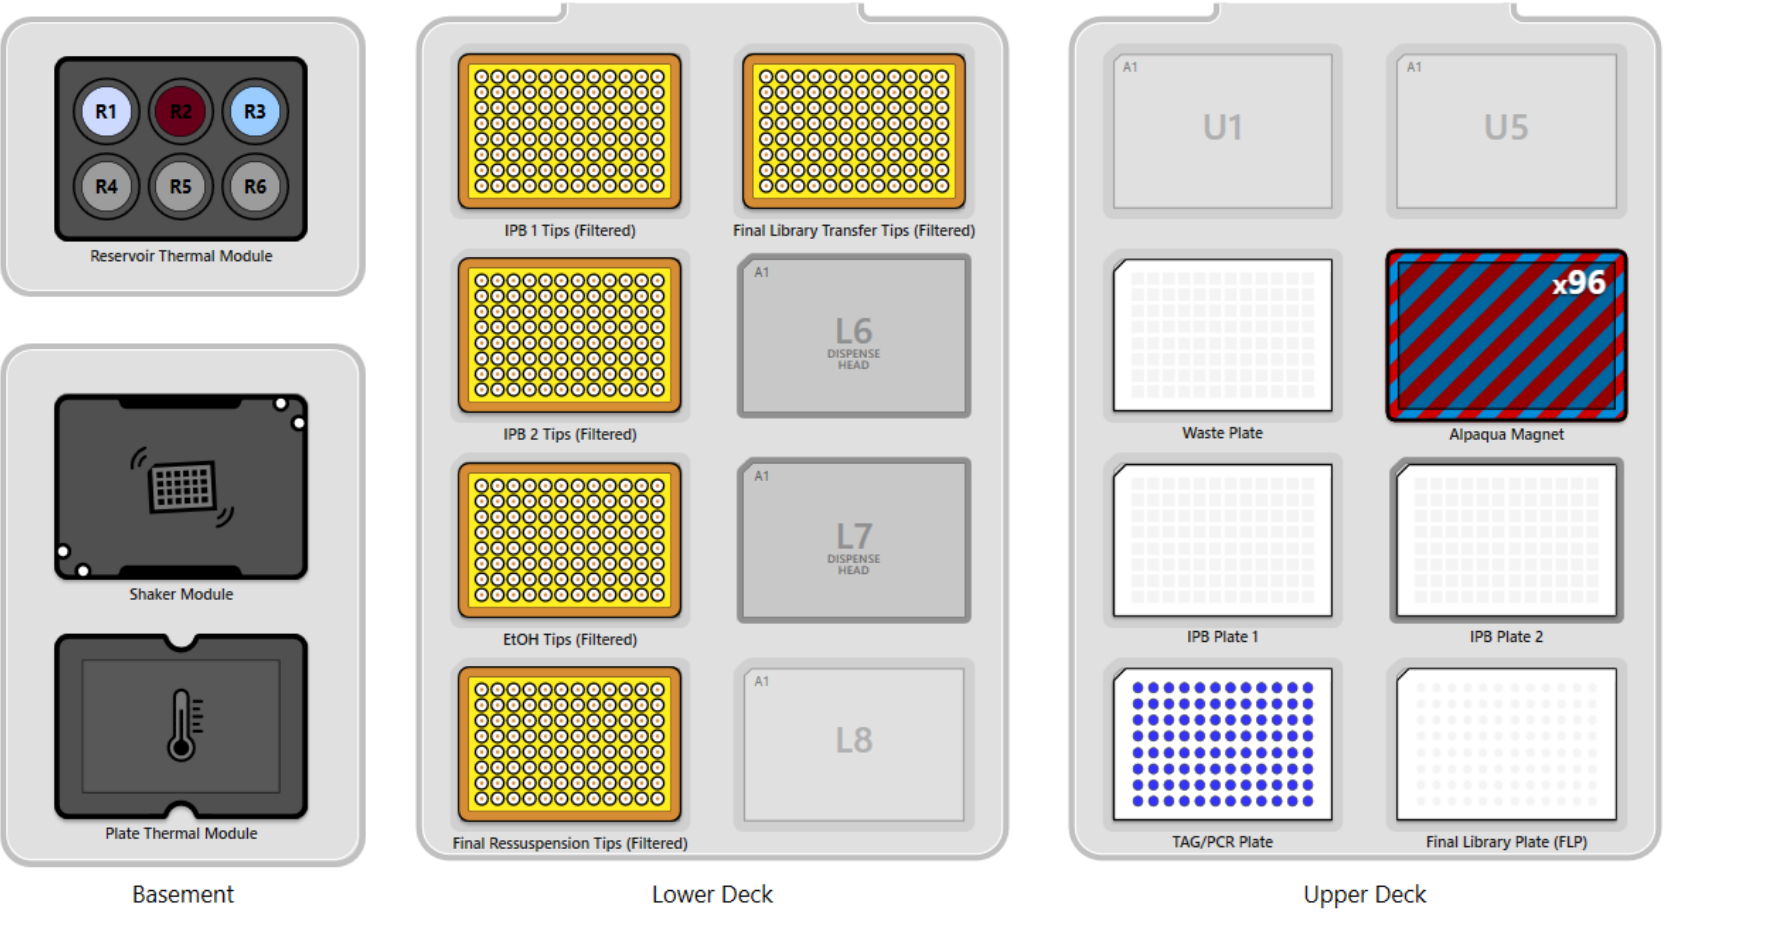 R1
R2
R3
R4
R5
R6
Reservoir Thermal Module
Shaker Module
Plate Thermal Module
Basement
IPB 1 Tips (Filtered)
Final Library Transfer Tips (Filtered)
A1
L6
DISPENSE
HEAD
IPB 2 Tips (Filtered)
A1
L7
DISPENSE
HEAD
EtOH Tips (Filtered)
A1
L8
Final Ressuspension Tips (Filtered)
Lower Deck
A1
U1
A1
U5
Waste Plate
x96
Alpaqua Magnet
IPB Plate 1
IPB Plate 2
TAG/PCR Plate
Final Library Plate (FLP)
Upper Deck